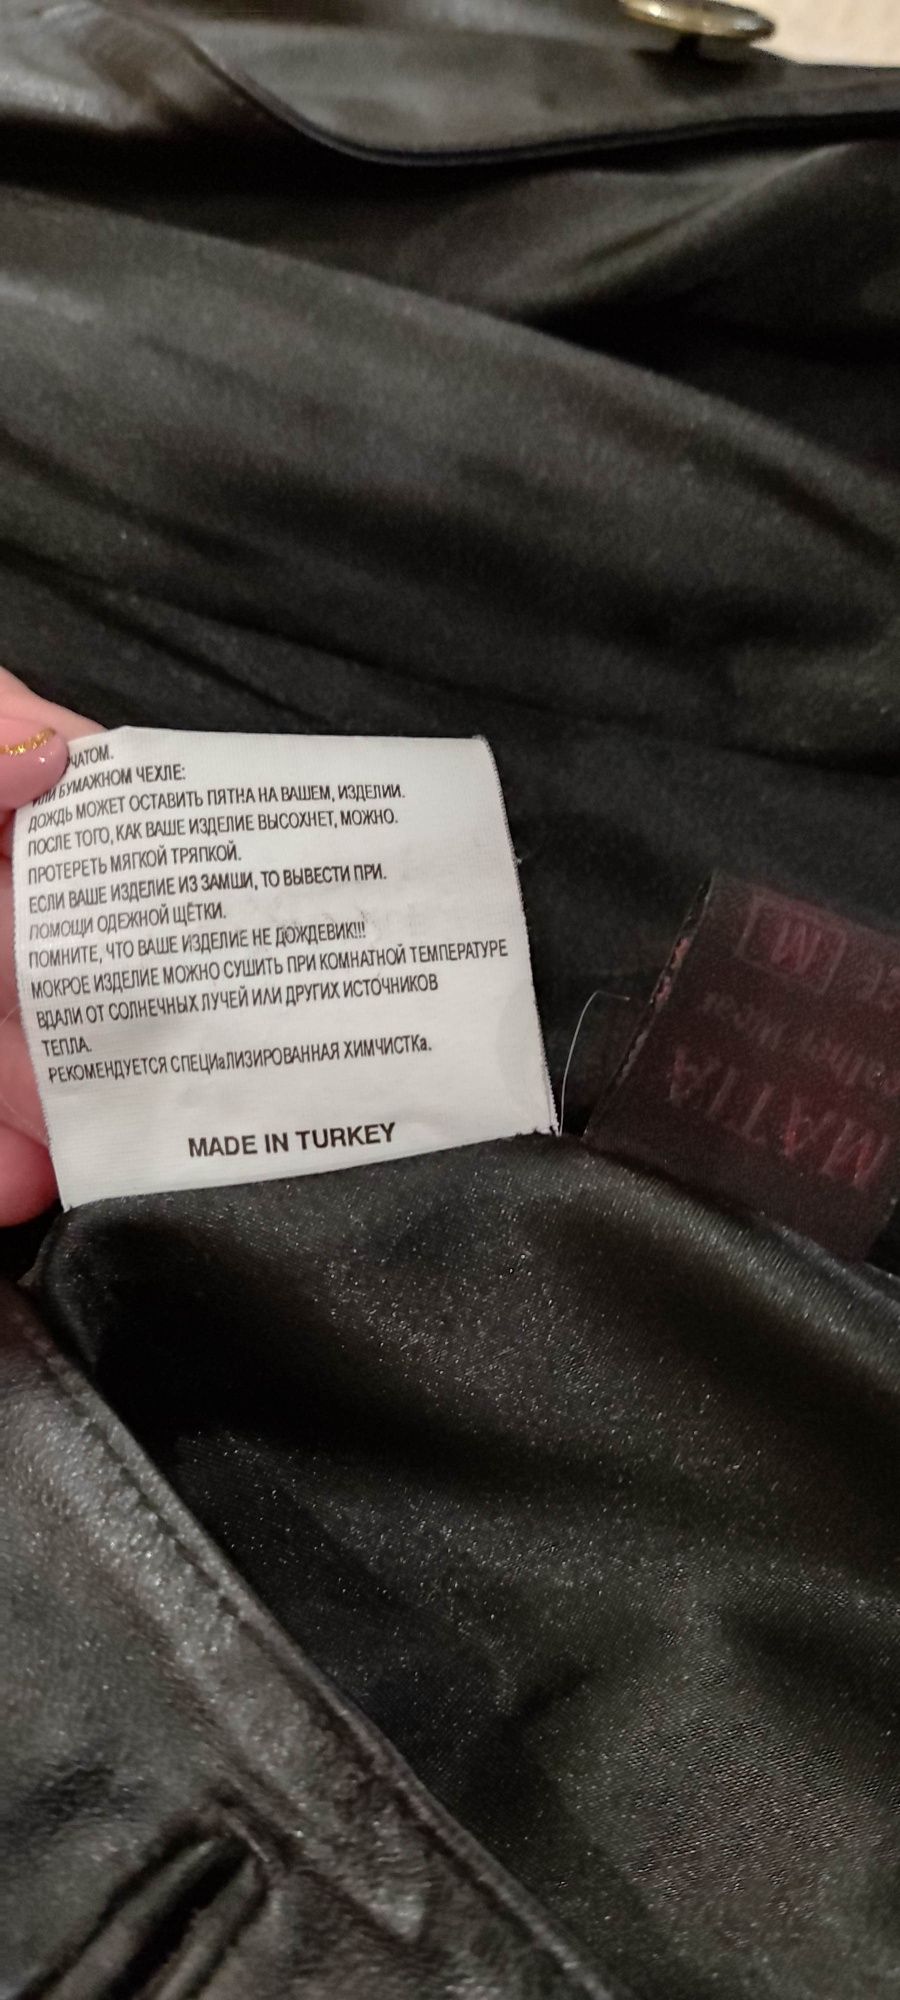 ЧАТОМ.
ИЛИ БУМАЖНОМ ЧЕХЛЕ:
ДОЖДЬ МОЖЕТ ОСТАВИТЬ ПЯТНА НА ВАШЕМ, ИЗДЕЛИИ.
ПОСЛЕ ТОГО, КАК ВАШЕ ИЗДЕЛИЕ ВЫСОХНЕТ, МОЖНО.
ПРОТЕРЕТЬ МЯГКОЙ ТРЯПКОЙ.
ЕСЛИ ВАШЕ ИЗДЕЛИЕ ИЗ ЗАМШИ, ТО ВЫВЕСТИ ПРИ.
ПОМОЩИ ОДЕЖНОЙ ЩЁТКИ.
ПОМНИТЕ, ЧТО ВАШЕ ИЗДЕЛИЕ НЕ ДОЖДЕВИК!!!
МОКРОЕ ИЗДЕЛИЕ МОЖНО СУШИТЬ ПРИ КОМНАТНОЙ ТЕМПЕРАТУРЕ
ВДАЛИ ОТ СОЛНЕЧНЫХ ЛУЧЕЙ ИЛИ ДРУГИХ ИСТОЧНИКОВ
ТЕПЛА.
РЕКОМЕНДУЕТСЯ СПЕЦИаЛИЗИРОВАННАЯ ХИМЧИСТКа.
MADE IN TURKEY